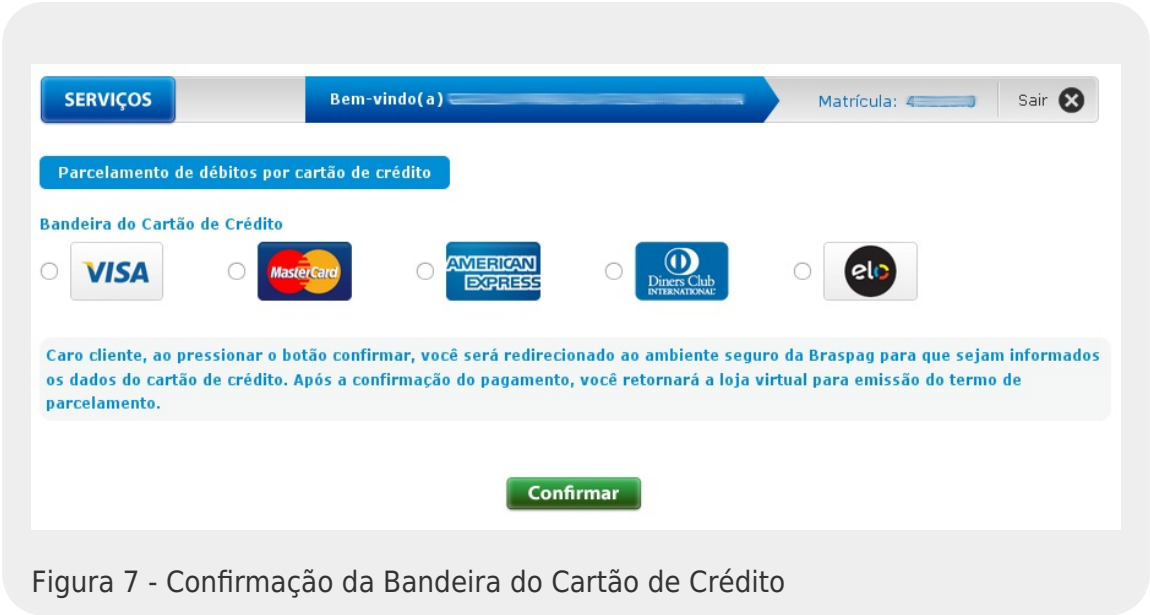 SERVIÇOS
Bem-vindo(a)
Matrícula: 4
Sair
Parcelamento de débitos por cartão de crédito
Bandeira do Cartão de Crédito
VISA
MasterCard
AMERICAN
EXPRESS
Diners Club
INTERNATIONAL
elo
Caro cliente, ao pressionar o botão confirmar, você será redirecionado ao ambiente seguro da Braspag para que sejam informados
os dados do cartão de crédito. Após a confirmação do pagamento, você retornará a loja virtual para emissão do termo de
parcelamento.
Confirmar
Figura 7 - Confirmação da Bandeira do Cartão de Crédito